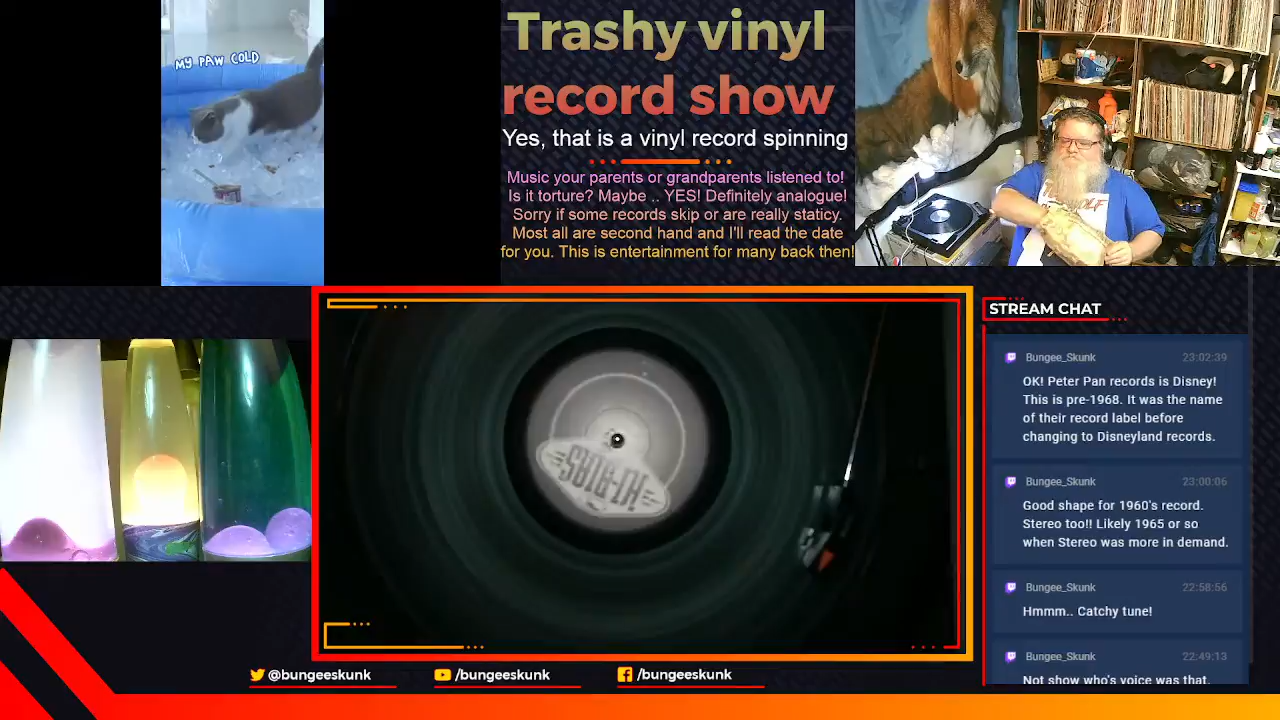 MY PAW COLD
Trashy vinyl
record show
Yes, that is a vinyl record spinning
Music your parents or grandparents listened to!
Is it torture? Maybe .. YES! Definitely analogue!
Sorry if some records skip or are really staticy.
Most all are second hand and I'll read the date
for you. This is entertainment for many back then!
STREAM CHAT
Bungee_Skunk 23:02:39
OK! Peter Pan records is Disney!
This is pre-1968. It was the name
of their record label before
changing to Disneyland records.
Bungee_Skunk 23:00:06
Good shape for 1960's record.
Stereo too!! Likely 1965 or so
when Stereo was more in demand.
Bungee_Skunk 22:58:56
Hmmm.. Catchy tune!
Bungee_Skunk 22:49:13
Not show who's voice was that.
@bungeeskunk
/bungeeskunk
/bungeeskunk